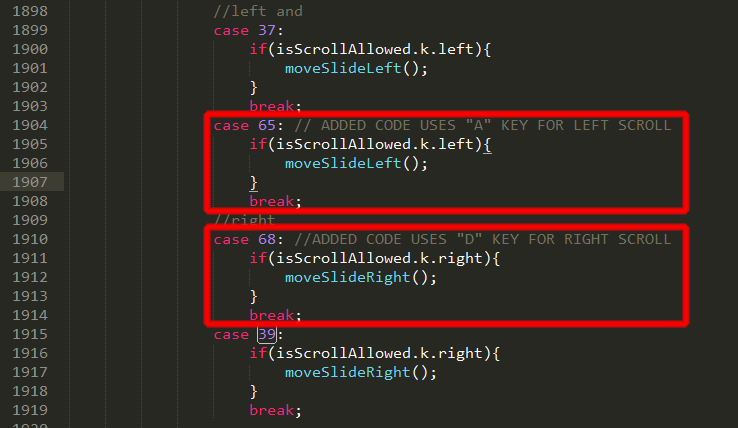 1898 //left and
1899 case 37:
1900 if(isScrollAllowed.k.left){
1901 moveSlideLeft();
1902 }
1903 break;
1904 case 65: // ADDED CODE USES "A" KEY FOR LEFT SCROLL
1905 if(isScrollAllowed.k.left){
1906 moveSlideLeft();
1907 }
1908 break;
1909 //right
1910 case 68: //ADDED CODE USES "D" KEY FOR RIGHT SCROLL
1911 if(isScrollAllowed.k.right){
1912 moveSlideRight();
1913 }
1914 break;
1915 case 39:
1916 if(isScrollAllowed.k.right){
1917 moveSlideRight();
1918 }
1919 break;